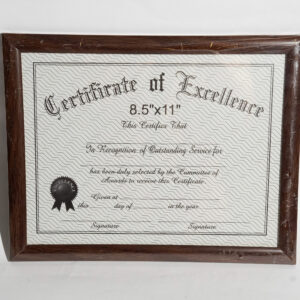 Certificate of Excellence
8.5"x11"
This Certifies That
In Recognition of Outstanding Service for
has been duly selected by the Committee of
Awards to receive this Certificate.
Given at
this day of in the year
Signature Signature